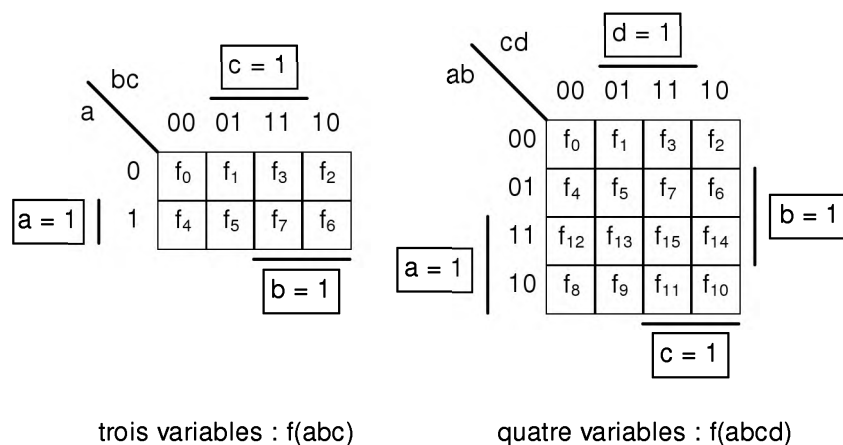 bc
c = 1
a
00 01 11 10
0 f0 f1 f3 f2
a = 1
1 f4 f5 f7 f6
b = 1
trois variables : f(abc)
d = 1
cd
ab
00 01 11 10
00 f0 f1 f3 f2
01 f4 f5 f7 f6
b = 1
11 f12 f13 f15 f14
a = 1
10 f8 f9 f11 f10
c = 1
quatre variables : f(abcd)